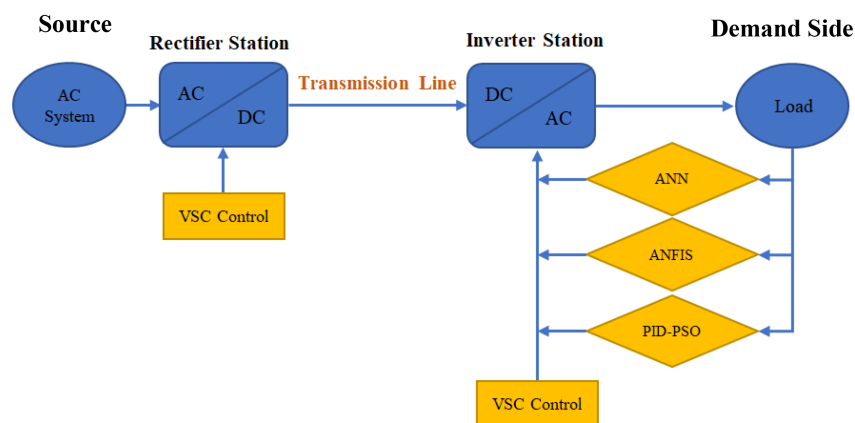 Source
Demand Side
Rectifier Station
Inverter Station
AC
System
AC
DC
Transmission Line
DC
AC
Load
VSC Control
ANN
ANFIS
PID-PSO
VSC Control